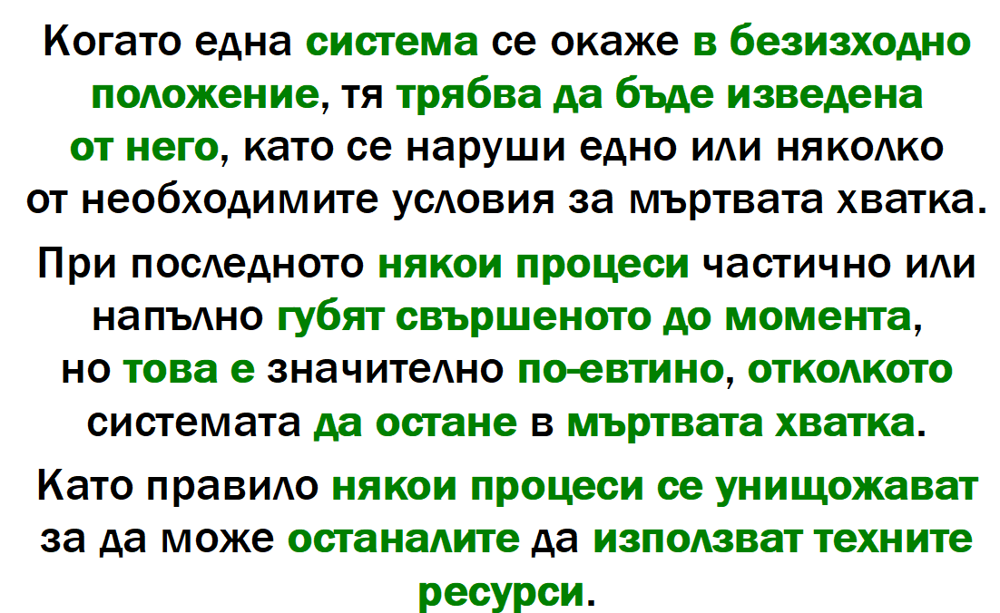 Когато една система се окаже в безизходно
положение, тя трябва да бъде изведена
от него, като се наруши едно или няколко
от необходимите условия за мъртвата хватка.
При последното някои процеси частично или
напълно губят свършеното до момента,
но това е значително по-евтино, отколкото
системата да остане в мъртвата хватка.
Като правило някои процеси се унищожават
за да може останалите да използват техните
ресурси.